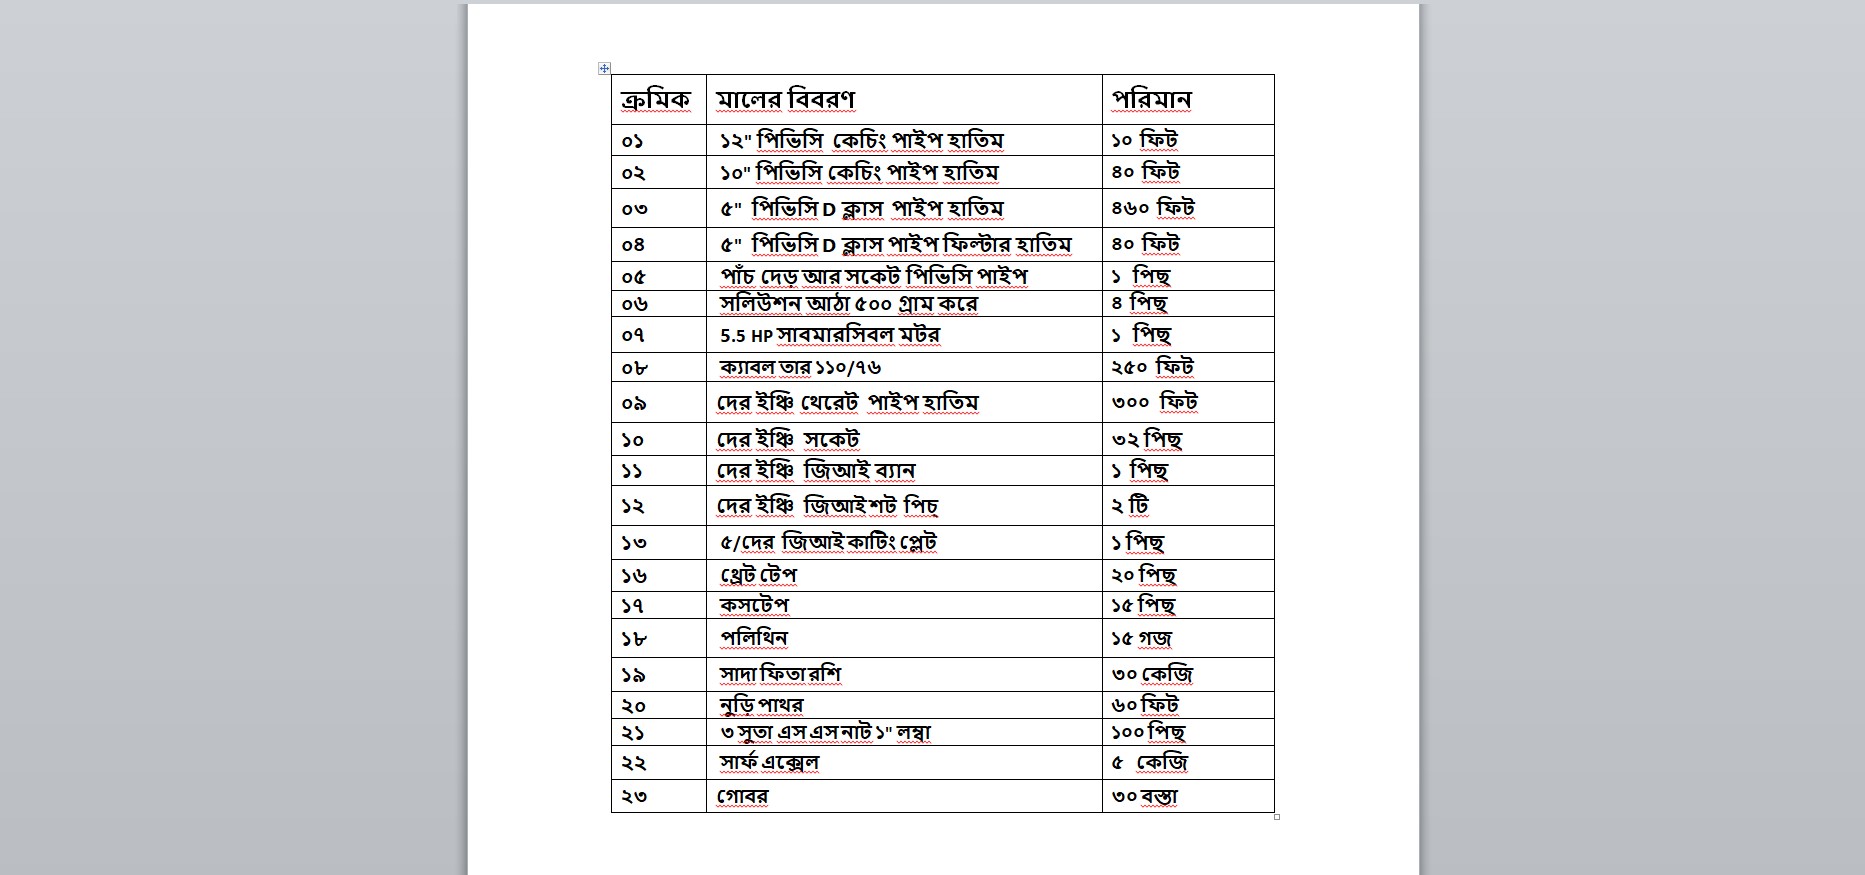 ক্রমিক মালের বিবরণ পরিমান
০১ ১২" পিভিসি কেচিং পাইপ হাতিম ১০ ফিট
০২ ১০" পিভিসি কেচিং পাইপ হাতিম ৪০ ফিট
০৩ ৫" পিভিসি D ক্লাস পাইপ হাতিম ৪৬০ ফিট
০৪ ৫" পিভিসি D ক্লাস পাইপ ফিল্টার হাতিম ৪০ ফিট
০৫ পাঁচ দেড় আর সকেট পিভিসি পাইপ ১ পিছ
০৬ সলিউশন আঠা ৫০০ গ্রাম করে ৪ পিছ
০৭ 5.5 HP সাবমারসিবল মটর ১ পিছ
০৮ ক্যাবল তার ১১০/৭৬ ২৫০ ফিট
০৯ দের ইঞ্চি থেরেট পাইপ হাতিম ৩০০ ফিট
১০ দের ইঞ্চি সকেট ৩২ পিছ
১১ দের ইঞ্চি জিআই ব্যান ১ পিছ
১২ দের ইঞ্চি জিআই শট পিচ্ ২ টি
১৩ ৫/দের জিআই কাটিং প্লেট ১ পিছ
১৬ থ্রেট টেপ ২০ পিছ
১৭ কসটেপ ১৫ পিছ
১৮ পলিথিন ১৫ গজ
১৯ সাদা ফিতা রশি ৩০ কেজি
২০ নুড়ি পাথর ৬০ ফিট
২১ ৩ সুতা এস এস নাট ১" লম্বা ১০০ পিছ
২২ সার্ফ এক্সেল ৫ কেজি
২৩ গোবর ৩০ বস্তা